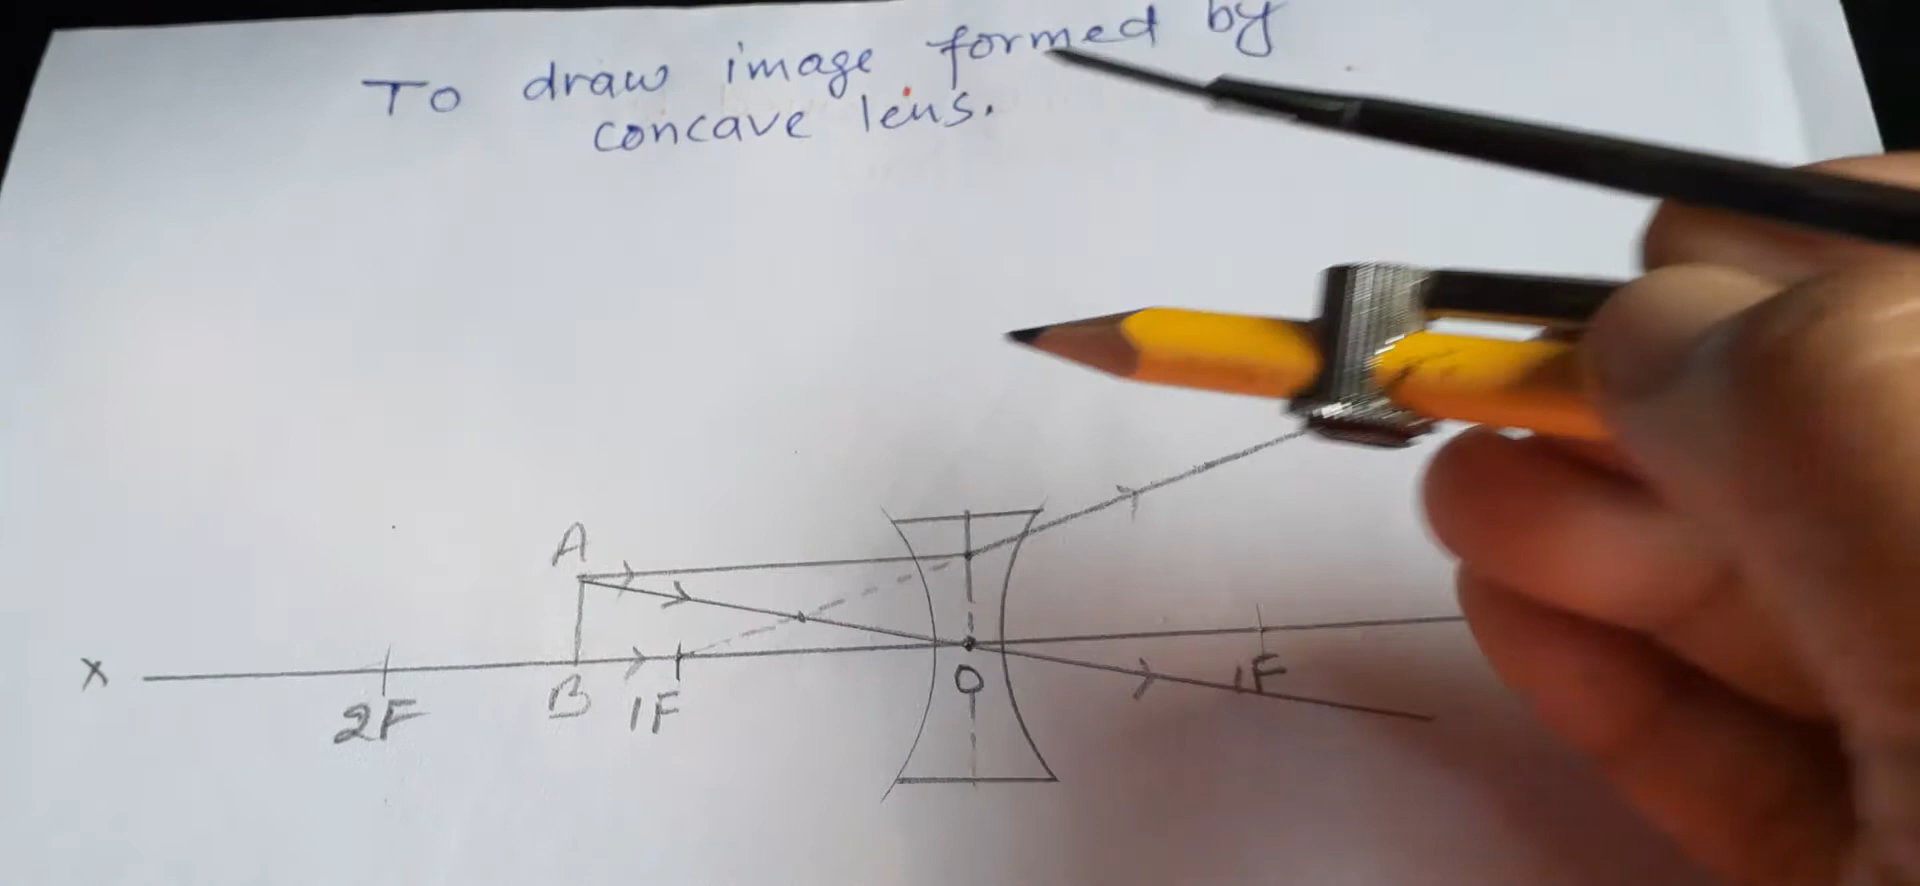 To draw image formed by
concave lens.
A
X
2F
B
1F
O
1F